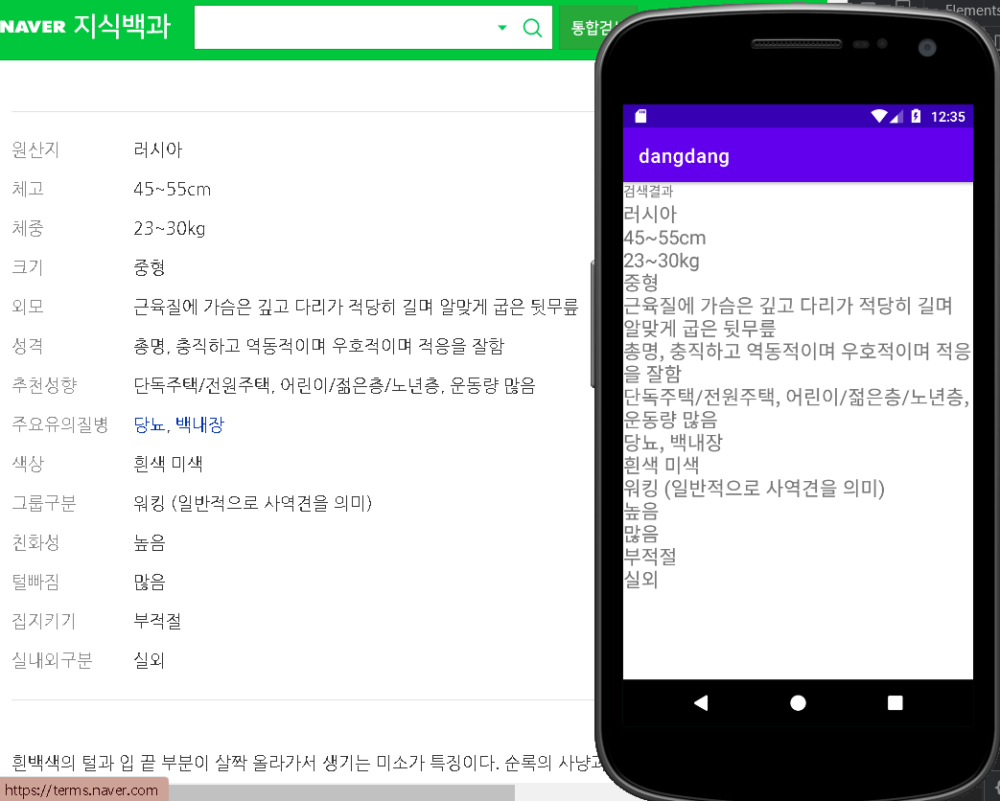 NAVER 지식백과
통합검
Elements
원산지 러시아
체고 45~55cm
체중 23~30kg
크기 중형
외모 근육질에 가슴은 깊고 다리가 적당히 길며 알맞게 굽은 뒷무릎
성격 총명, 충직하고 역동적이며 우호적이며 적응을 잘함
추천성향 단독주택/전원주택, 어린이/젊은층/노년층, 운동량 많음
주요유의질병 당뇨, 백내장
색상 흰색 미색
그룹구분 워킹 (일반적으로 사역견을 의미)
친화성 높음
털빠짐 많음
집지키기 부적절
실내외구분 실외
흰백색의 털과 입 끝 부분이 살짝 올라가서 생기는 미소가 특징이다. 순록의 사냥과
https://terms.naver.com
12:35
dangdang
검색결과
러시아
45~55cm
23~30kg
중형
근육질에 가슴은 깊고 다리가 적당히 길며
알맞게 굽은 뒷무릎
총명, 충직하고 역동적이며 우호적이며 적응
을 잘함
단독주택/전원주택, 어린이/젊은층/노년층,
운동량 많음
당뇨, 백내장
흰색 미색
워킹 (일반적으로 사역견을 의미)
높음
많음
부적절
실외